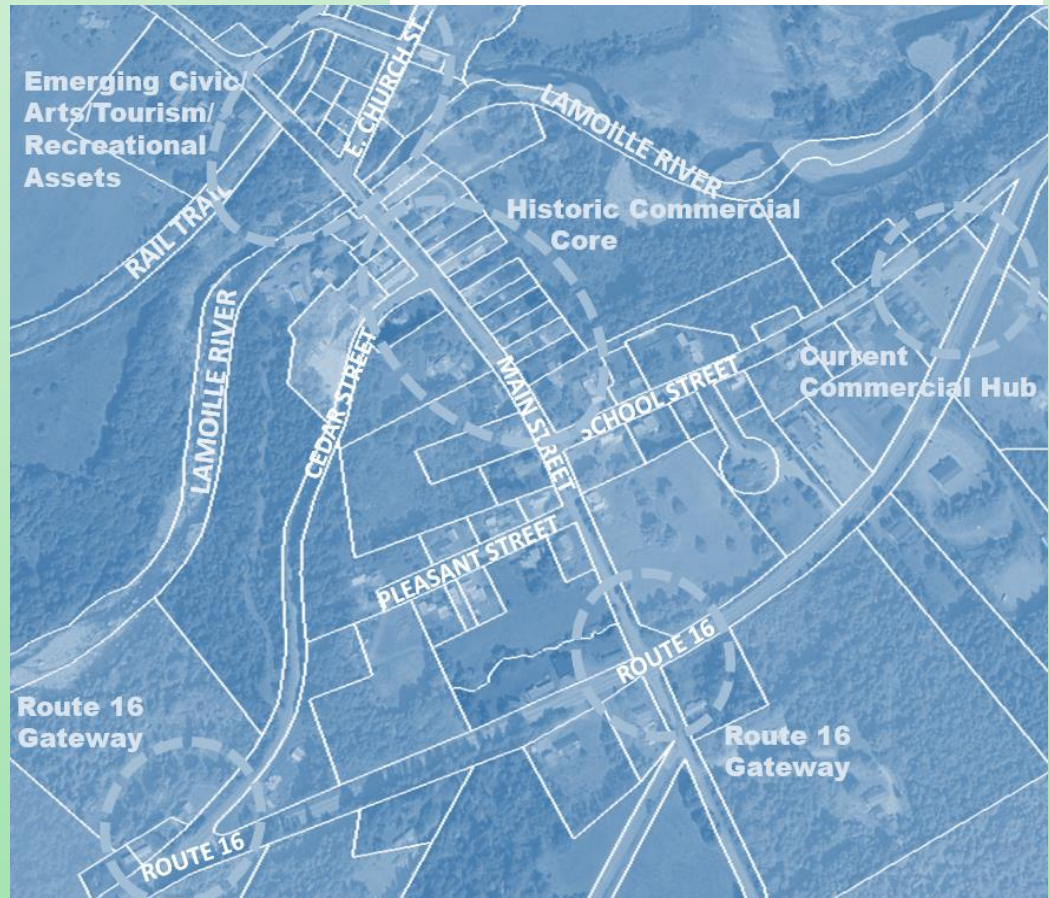 Emerging Civic/
Arts/Tourism/
Recreational
Assets
E. CHURCH ST
LAMOILLE RIVER
RAIL TRAIL
Historic Commercial
Core
LAMOILLE RIVER
CEDAR STREET
MAIN STREET
SCHOOL STREET
Current
Commercial Hub
PLEASANT STREET
ROUTE 16
Route 16
Gateway
Route 16
Gateway
ROUTE 16